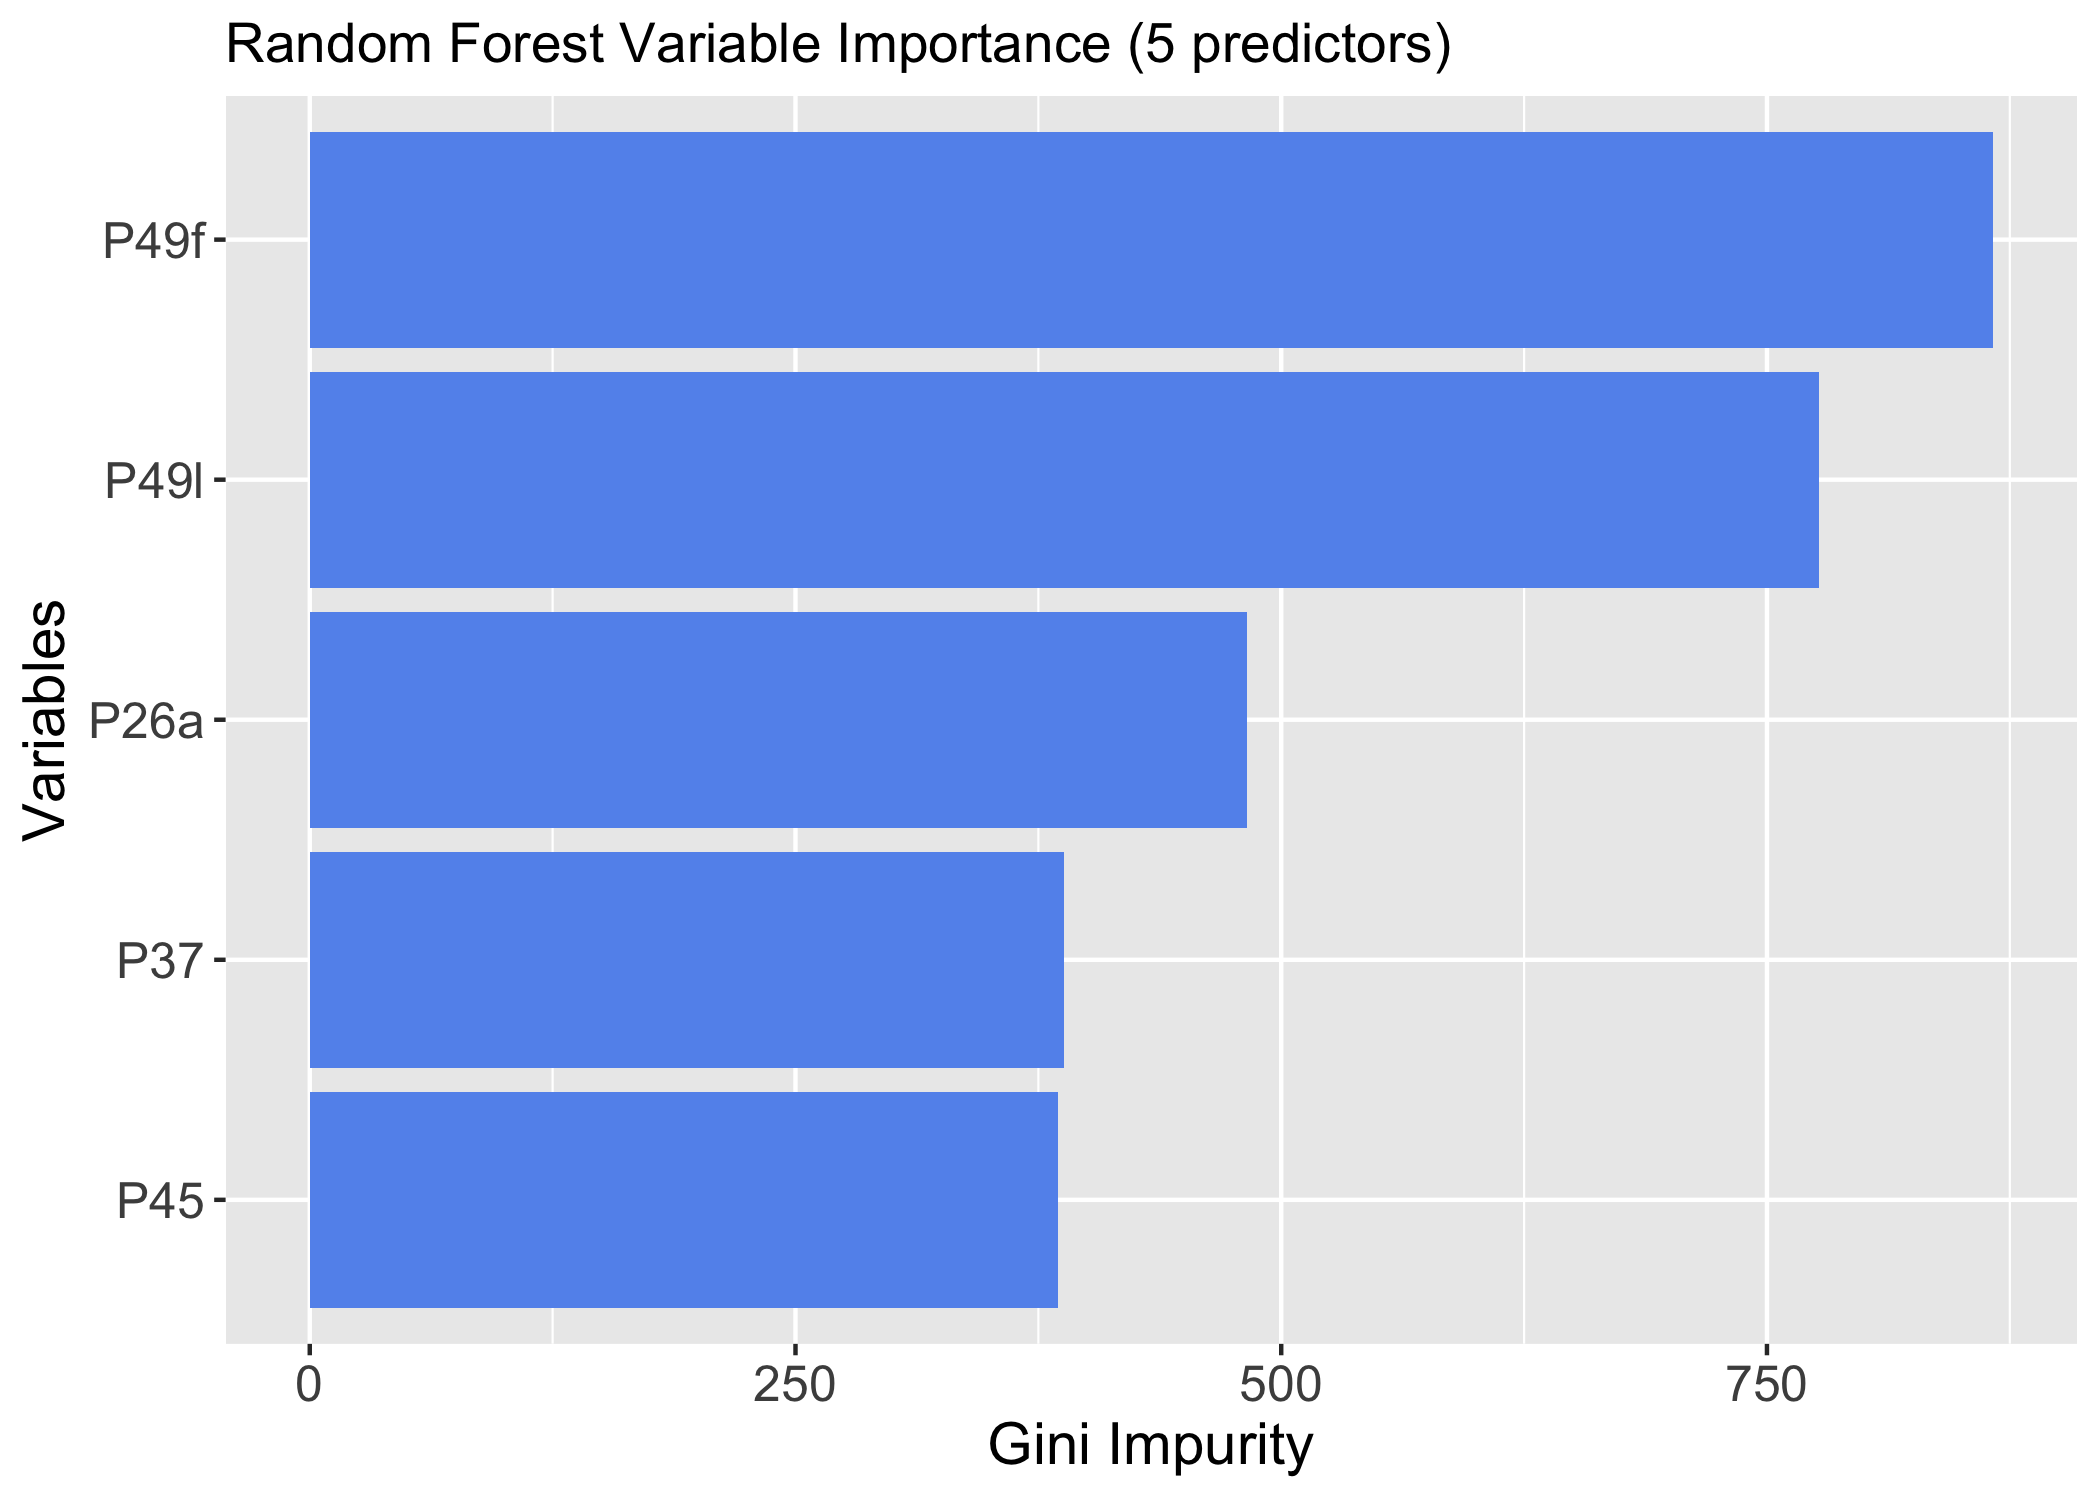 Random Forest Variable Importance (5 predictors)
Variables
P49f
P49l
P26a
P37
P45
0 250 500 750
Gini Impurity